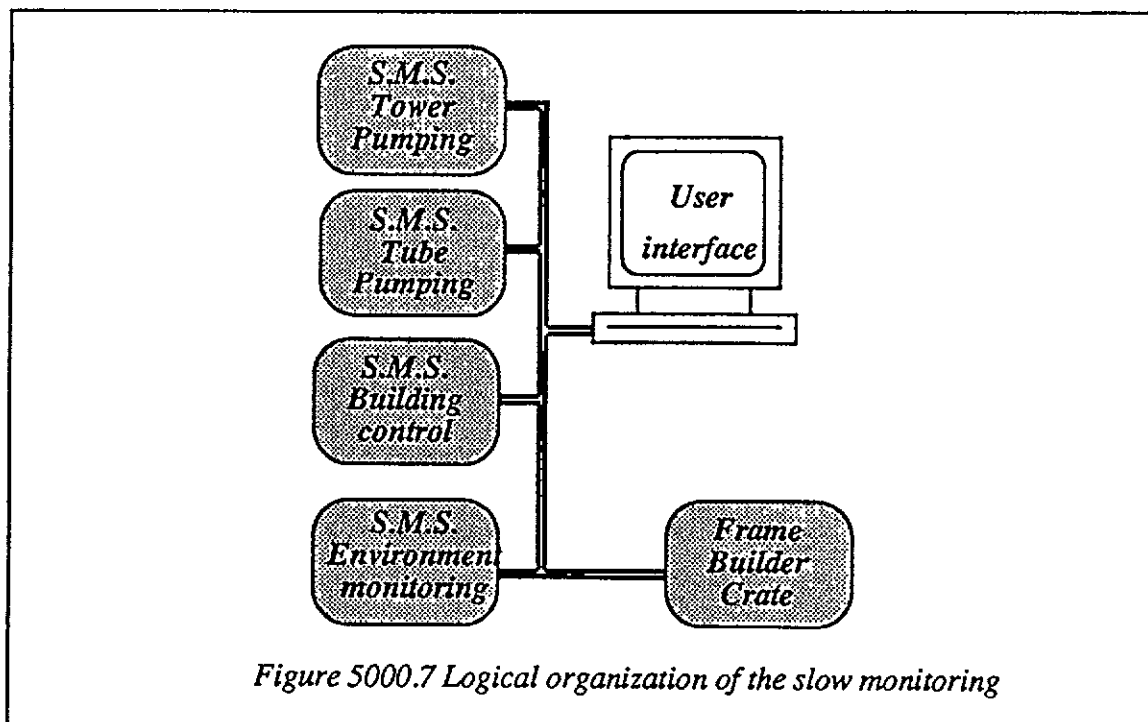 S.M.S.
Tower
Pumping
S.M.S.
Tube
Pumping
S.M.S.
Building
control
S.M.S.
Environment
monitoring
User
interface
Frame
Builder
Crate
Figure 5000.7 Logical organization of the slow monitoring